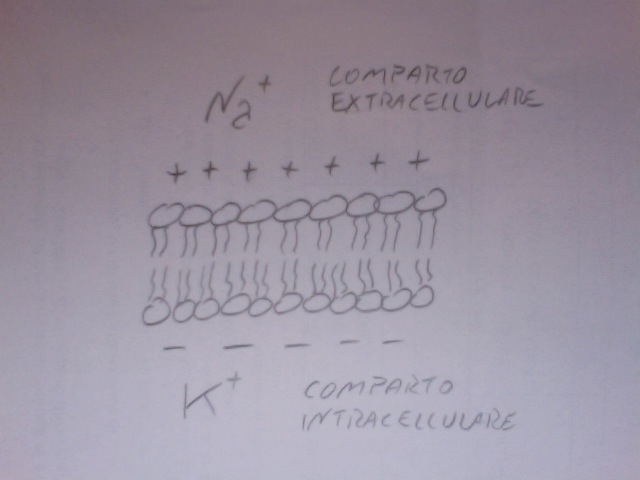 Na+
COMPARTO
EXTRACELLULARE
+ + + + + + +
- - - - -
K+
COMPARTO
INTRACELLULARE